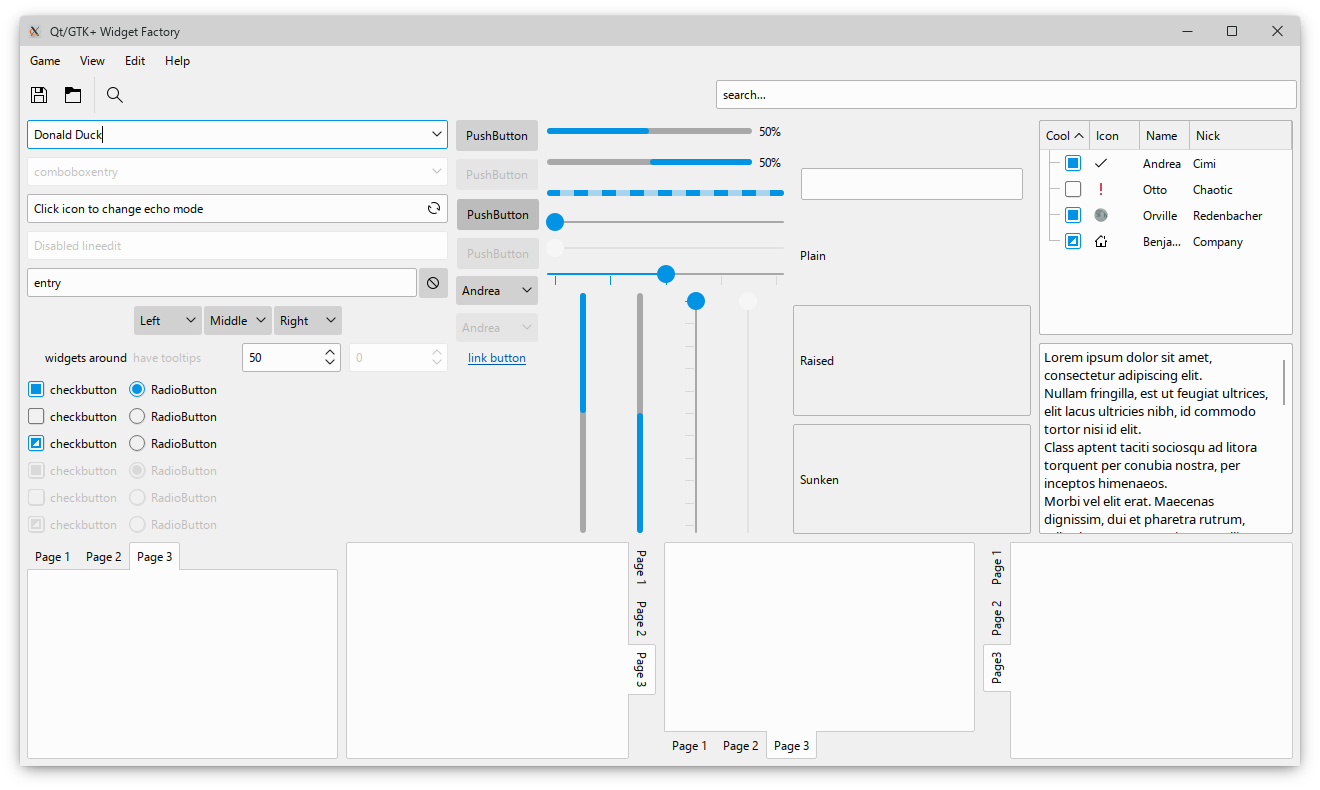 Qt/GTK+ Widget Factory
Game View Edit Help
search...
Donald Duck
comboboxentry
Click icon to change echo mode
Disabled lineedit
entry
Left Middle Right
widgets around have tooltips 50 0
checkbutton RadioButton
checkbutton RadioButton
checkbutton RadioButton
checkbutton RadioButton
checkbutton RadioButton
checkbutton RadioButton
PushButton
PushButton
PushButton
PushButton
Andrea
Andrea
link button
50%
50%
Plain
Raised
Sunken
Cool Icon Name Nick
Andrea Cimi
Otto Chaotic
Orville Redenbacher
Benja... Company
Lorem ipsum dolor sit amet,
consectetur adipiscing elit.
Nullam fringilla, est ut feugiat ultrices,
elit lacus ultricies nibh, id commodo
tortor nisi id elit.
Class aptent taciti sociosqu ad litora
torquent per conubia nostra, per
inceptos himenaeos.
Morbi vel elit erat. Maecenas
dignissim, dui et pharetra rutrum,
Page 1 Page 2 Page 3
Page 1
Page 2
Page 3
Page 1 Page 2 Page 3
Page 1
Page 2
Page3